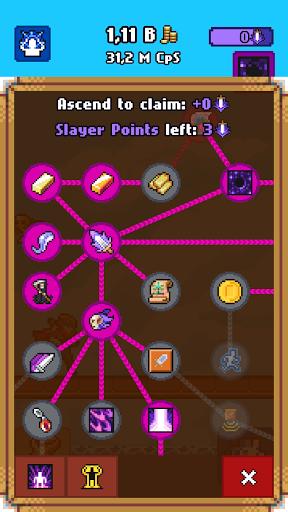 1,11 B
0
31,2 M CpS
Ascend to claim: +0
Slayer Points left: 3